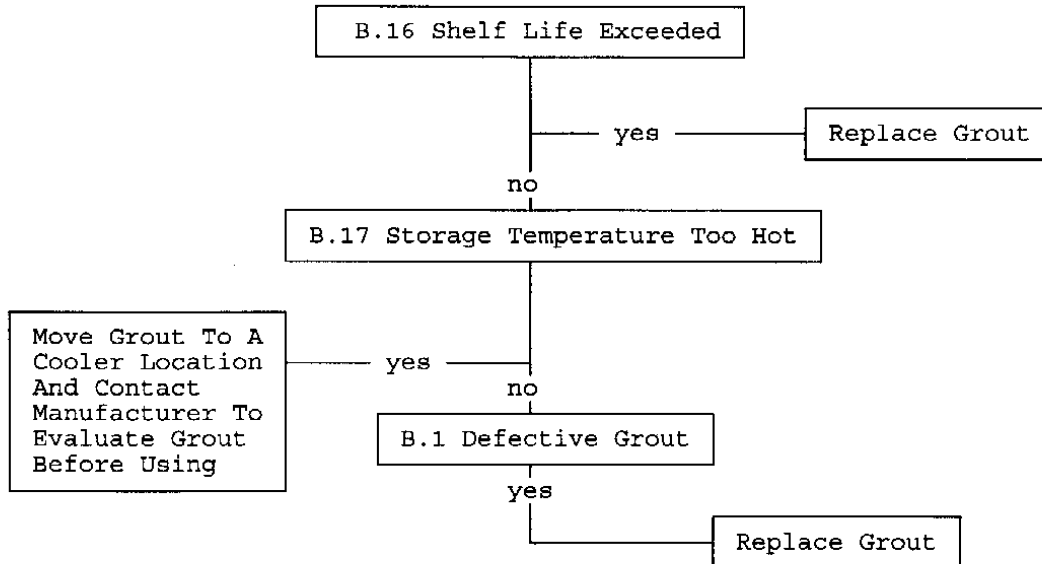 B.16 Shelf Life Exceeded
yes
Replace Grout
no
B.17 Storage Temperature Too Hot
Move Grout To A
Cooler Location
And Contact
Manufacturer To
Evaluate Grout
Before Using
yes
no
B.1 Defective Grout
yes
Replace Grout